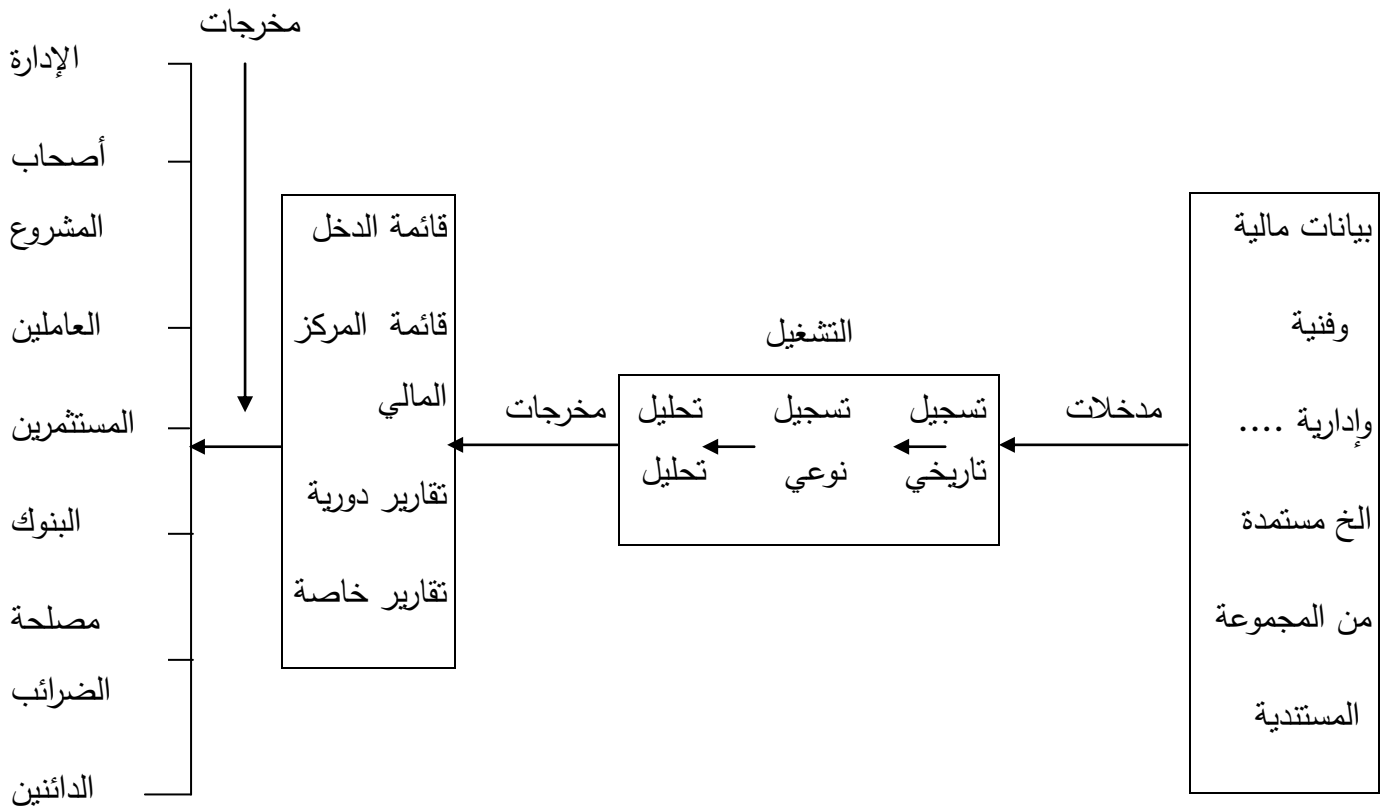 بيانات مالية
وفنية
وإدارية ....
الخ مستمدة
من المجموعة
المستندية
مدخلات
التشغيل
تسجيل
تاريخي
تسجيل
نوعي
تحليل
تحليل
مخرجات
قائمة الدخل
قائمة المركز
المالي
تقارير دورية
تقارير خاصة
مخرجات
الإدارة
أصحاب
المشروع
العاملين
المستثمرين
البنوك
مصلحة
الضرائب
الدائنين